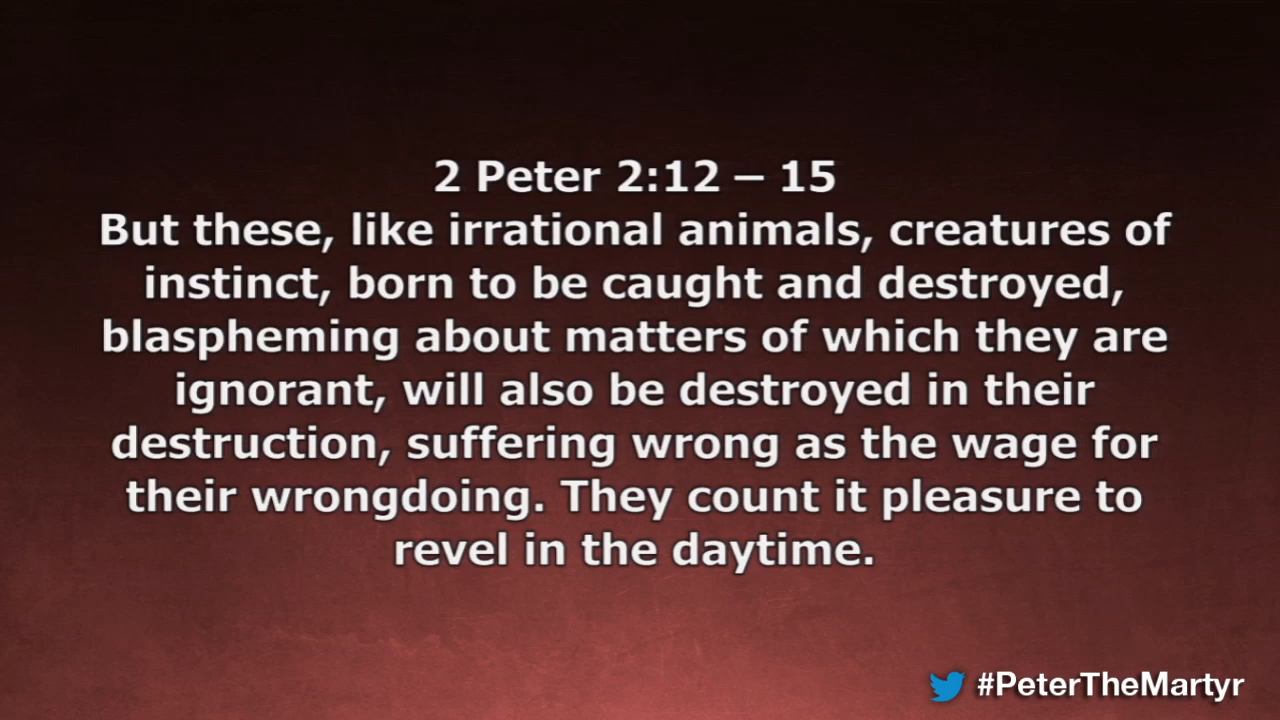 2 Peter 2:12 – 15
But these, like irrational animals, creatures of
instinct, born to be caught and destroyed,
blaspheming about matters of which they are
ignorant, will also be destroyed in their
destruction, suffering wrong as the wage for
their wrongdoing. They count it pleasure to
revel in the daytime.
#PeterTheMartyr